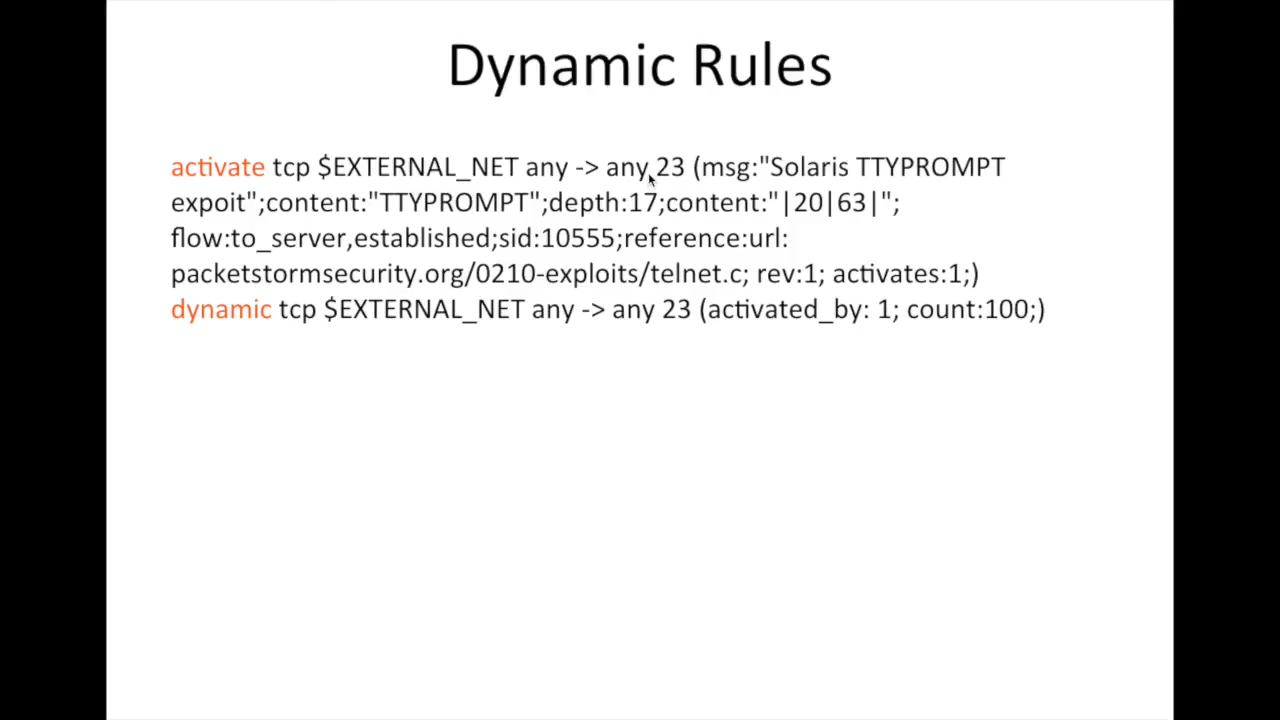 Dynamic Rules
activate tcp $EXTERNAL_NET any -> any 23 (msg:"Solaris TTYPROMPT
expoit";content:"TTYPROMPT";depth:17;content:"|20|63|";
flow:to_server,established;sid:10555;reference:url:
packetstormsecurity.org/0210-exploits/telnet.c; rev:1; activates:1;)
dynamic tcp $EXTERNAL_NET any -> any 23 (activated_by: 1; count:100;)